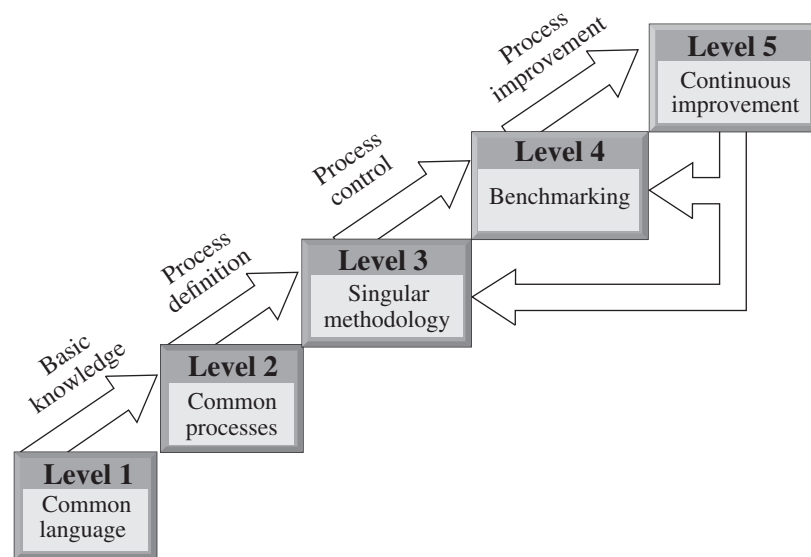 Process
improvement
Level 5
Continuous
improvement
Process
control
Level 4
Benchmarking
Process
definition
Level 3
Singular
methodology
Basic
knowledge
Level 2
Common
processes
Level 1
Common
language